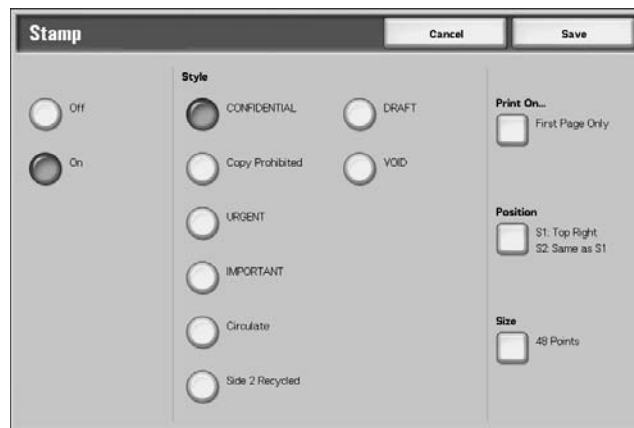 Stamp
Cancel
Save
Off
On
Style
CONFIDENTIAL
Copy Prohibited
URGENT
IMPORTANT
Circulate
Side 2 Recycled
DRAFT
VOID
Print On...
First Page Only
Position
S1: Top Right
S2: Same as S1
Size
48 Points